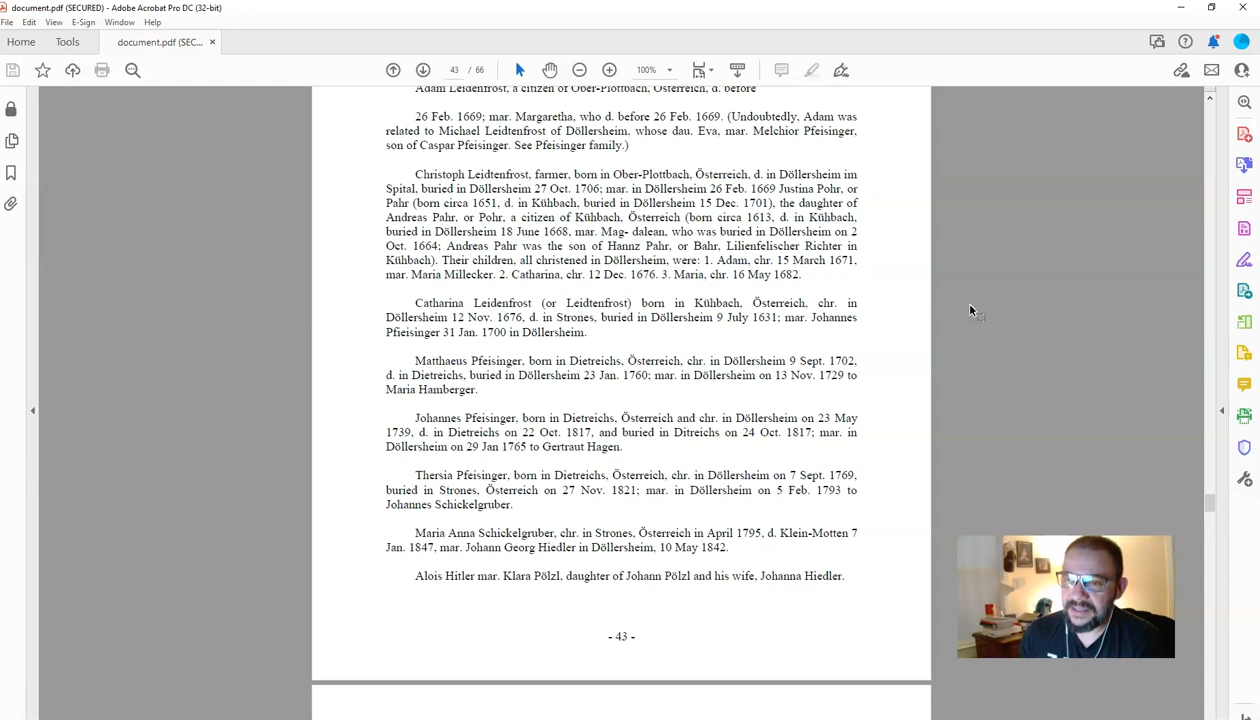 document.pdf (SECURED) - Adobe Acrobat Pro DC (32-bit)
File Edit View E-Sign Window Help
Home Tools document.pdf (SEC... ×
43 / 66 100%
Adam Leidenfrost, a citizen of Ober-Plottbach, Österreich, d. before
26 Feb. 1669; mar. Margaretha, who d. before 26 Feb. 1669. (Undoubtedly, Adam was
related to Michael Leidtenfrost of Döllersheim, whose dau. Eva, mar. Melchior Pfeisinger,
son of Caspar Pfeisinger. See Pfeisinger family.)
Christoph Leidtenfrost, farmer, born in Ober-Plottbach, Österreich, d. in Döllersheim im
Spital, buried in Döllersheim 27 Oct. 1706; mar. in Döllersheim 26 Feb. 1669 Justina Pohr, or
Pahr (born circa 1651, d. in Kühbach, buried in Döllersheim 15 Dec. 1701), the daughter of
Andreas Pahr, or Pohr, a citizen of Kühbach, Österreich (born circa 1613, d. in Kühbach,
buried in Döllersheim 18 June 1668, mar. Mag- dalean, who was buried in Döllersheim on 2
Oct. 1664; Andreas Pahr was the son of Hannz Pahr, or Bahr, Lilienfelischer Richter in
Kühbach). Their children, all christened in Döllersheim, were: 1. Adam, chr. 15 March 1671,
mar. Maria Millecker. 2. Catharina, chr. 12 Dec. 1676. 3. Maria, chr. 16 May 1682.
Catharina Leidenfrost (or Leidtenfrost) born in Kühbach, Österreich, chr. in
Döllersheim 12 Nov. 1676, d. in Strones, buried in Döllersheim 9 July 1631; mar. Johannes
Pfieisinger 31 Jan. 1700 in Döllersheim.
Matthaeus Pfeisinger, born in Dietreichs, Österreich, chr. in Döllersheim 9 Sept. 1702,
d. in Dietreichs, buried in Döllersheim 23 Jan. 1760; mar. in Döllersheim on 13 Nov. 1729 to
Maria Hamberger.
Johannes Pfeisinger, born in Dietreichs, Österreich and chr. in Döllersheim on 23 May
1739, d. in Dietreichs on 22 Oct. 1817, and buried in Ditreichs on 24 Oct. 1817; mar. in
Döllersheim on 29 Jan 1765 to Gertraut Hagen.
Thersia Pfeisinger, born in Dietreichs, Österreich, chr. in Döllersheim on 7 Sept. 1769,
buried in Strones, Österreich on 27 Nov. 1821; mar. in Döllersheim on 5 Feb. 1793 to
Johannes Schickelgruber.
Maria Anna Schickelgruber, chr. in Strones, Österreich in April 1795, d. Klein-Motten 7
Jan. 1847, mar. Johann Georg Hiedler in Döllersheim, 10 May 1842.
Alois Hitler mar. Klara Pölzl, daughter of Johann Pölzl and his wife, Johanna Hiedler.
- 43 -